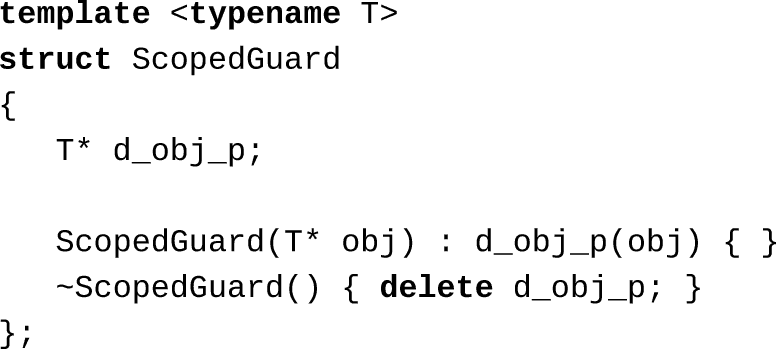 template <typename T>
struct ScopedGuard
{
   T* d_obj_p;

   ScopedGuard(T* obj) : d_obj_p(obj) { }
   ~ScopedGuard() { delete d_obj_p; }
};